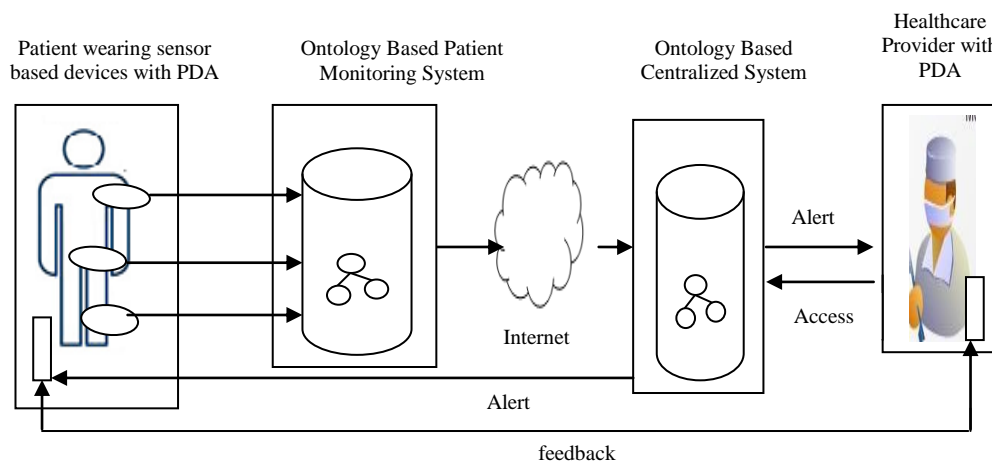 Patient wearing sensor
based devices with PDA
Ontology Based Patient
Monitoring System
Ontology Based
Centralized System
Healthcare
Provider with
PDA
Alert
Access
Internet
Alert
feedback